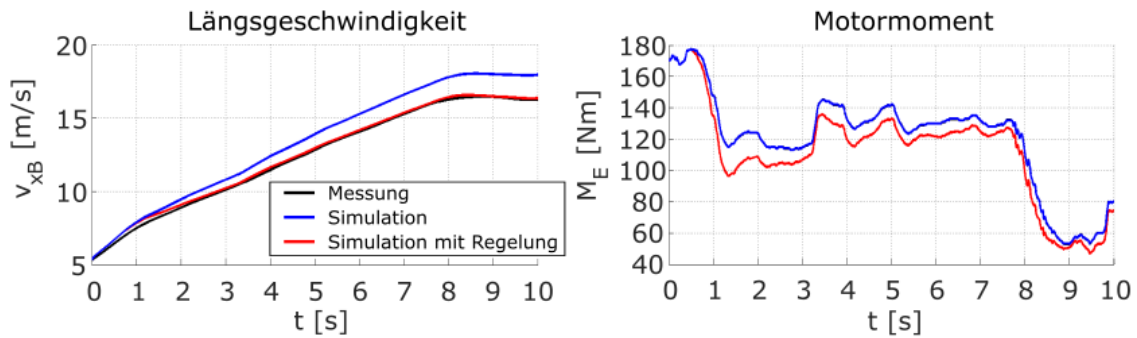 Längsgeschwindigkeit
20
15
10
5
v_xB [m/s]
0 1 2 3 4 5 6 7 8 9 10
t [s]
Messung
Simulation
Simulation mit Regelung
Motormoment
180
160
140
120
100
80
60
40
M_E [Nm]
0 1 2 3 4 5 6 7 8 9 10
t [s]